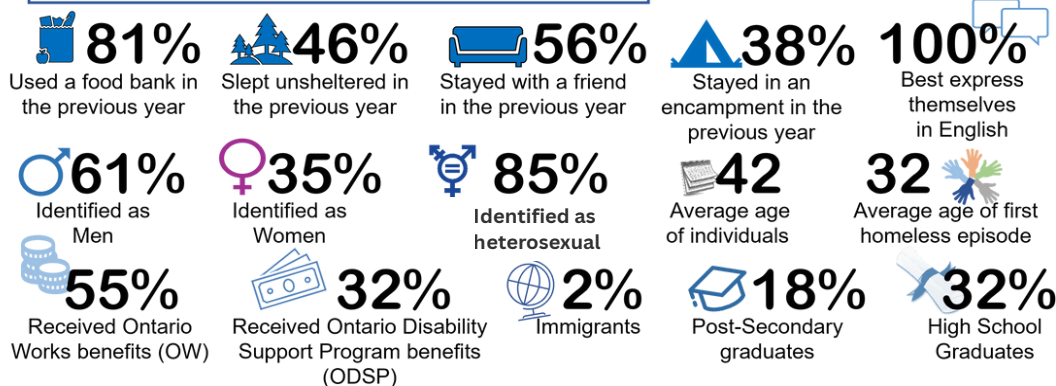 81%
Used a food bank in
the previous year
46%
Slept unsheltered in
the previous year
56%
Stayed with a friend
in the previous year
38%
Stayed in an
encampment in the
previous year
100%
Best express
themselves
in English
61%
Identified as
Men
35%
Identified as
Women
85%
Identified as
heterosexual
42
Average age
of individuals
32
Average age of first
homeless episode
55%
Received Ontario
Works benefits (OW)
32%
Received Ontario Disability
Support Program benefits
(ODSP)
2%
Immigrants
18%
Post-Secondary
graduates
32%
High School
Graduates